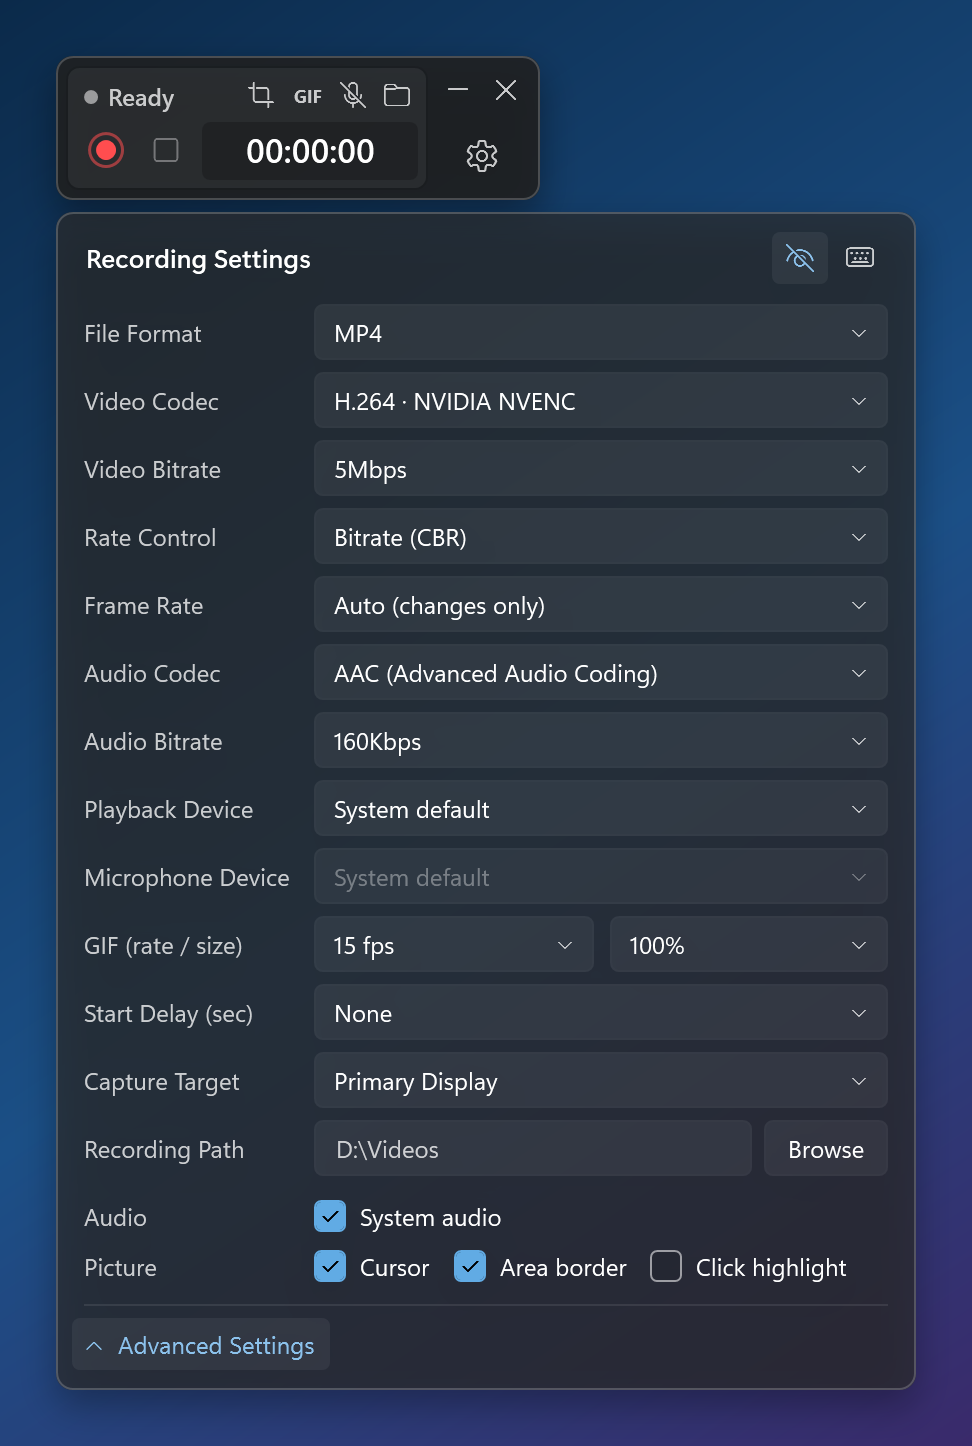 Ready GIF
00:00:00
Recording Settings
File Format MP4
Video Codec H.264 · NVIDIA NVENC
Video Bitrate 5Mbps
Rate Control Bitrate (CBR)
Frame Rate Auto (changes only)
Audio Codec AAC (Advanced Audio Coding)
Audio Bitrate 160Kbps
Playback Device System default
Microphone Device System default
GIF (rate / size) 15 fps 100%
Start Delay (sec) None
Capture Target Primary Display
Recording Path D:\Videos Browse
Audio System audio
Picture Cursor Area border Click highlight
Advanced Settings